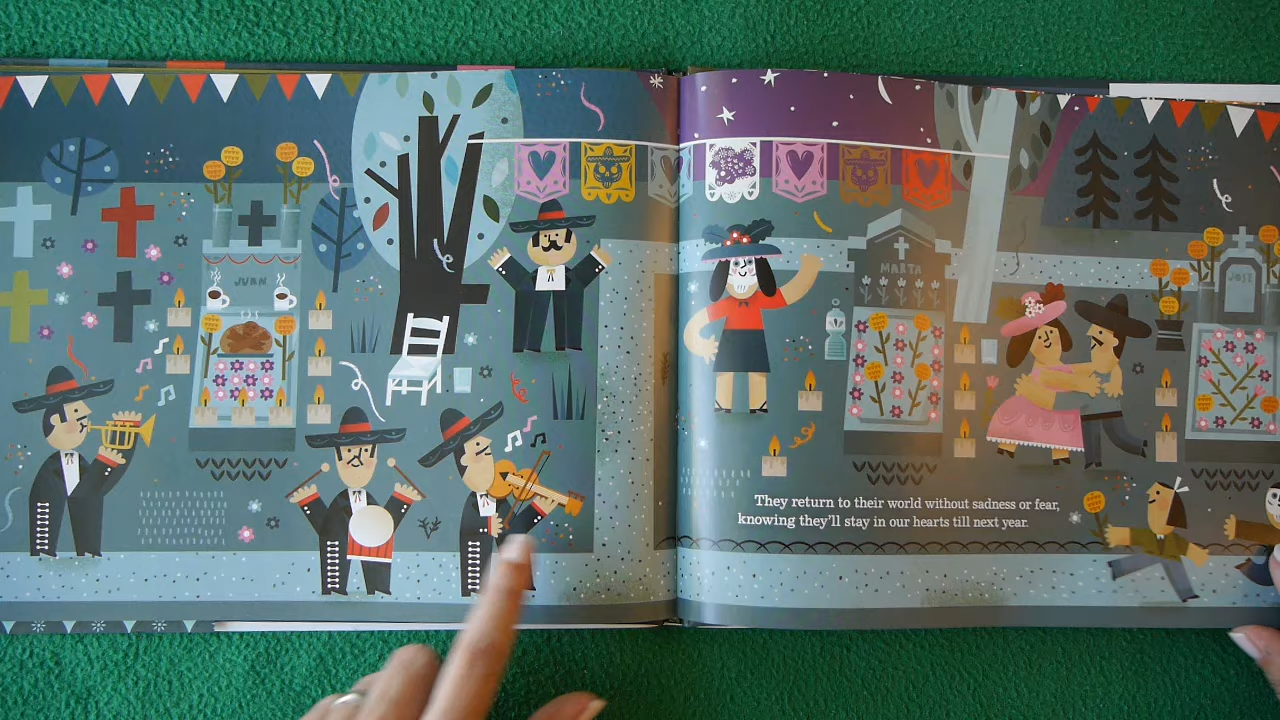 JUAN
MARTA
JOSÉ
They return to their world without sadness or fear,
knowing they'll stay in our hearts till next year.